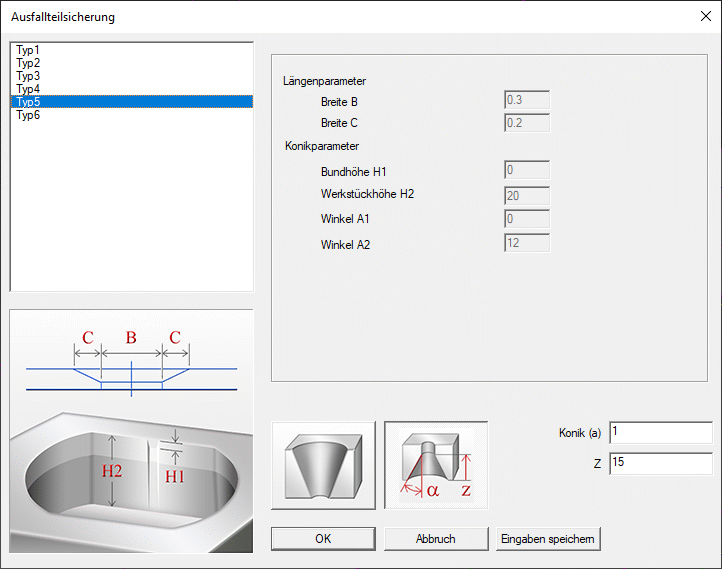 Ausfallteilsicherung
Typ1
Typ2
Typ3
Typ4
Typ5
Typ6
Längenparameter
Breite B 0.3
Breite C 0.2
Konikparameter
Bundhöhe H1 0
Werkstückhöhe H2 20
Winkel A1 0
Winkel A2 12
C B C
H2 H1
α z
Konik (a) 1
Z 15
OK Abbruch Eingaben speichern